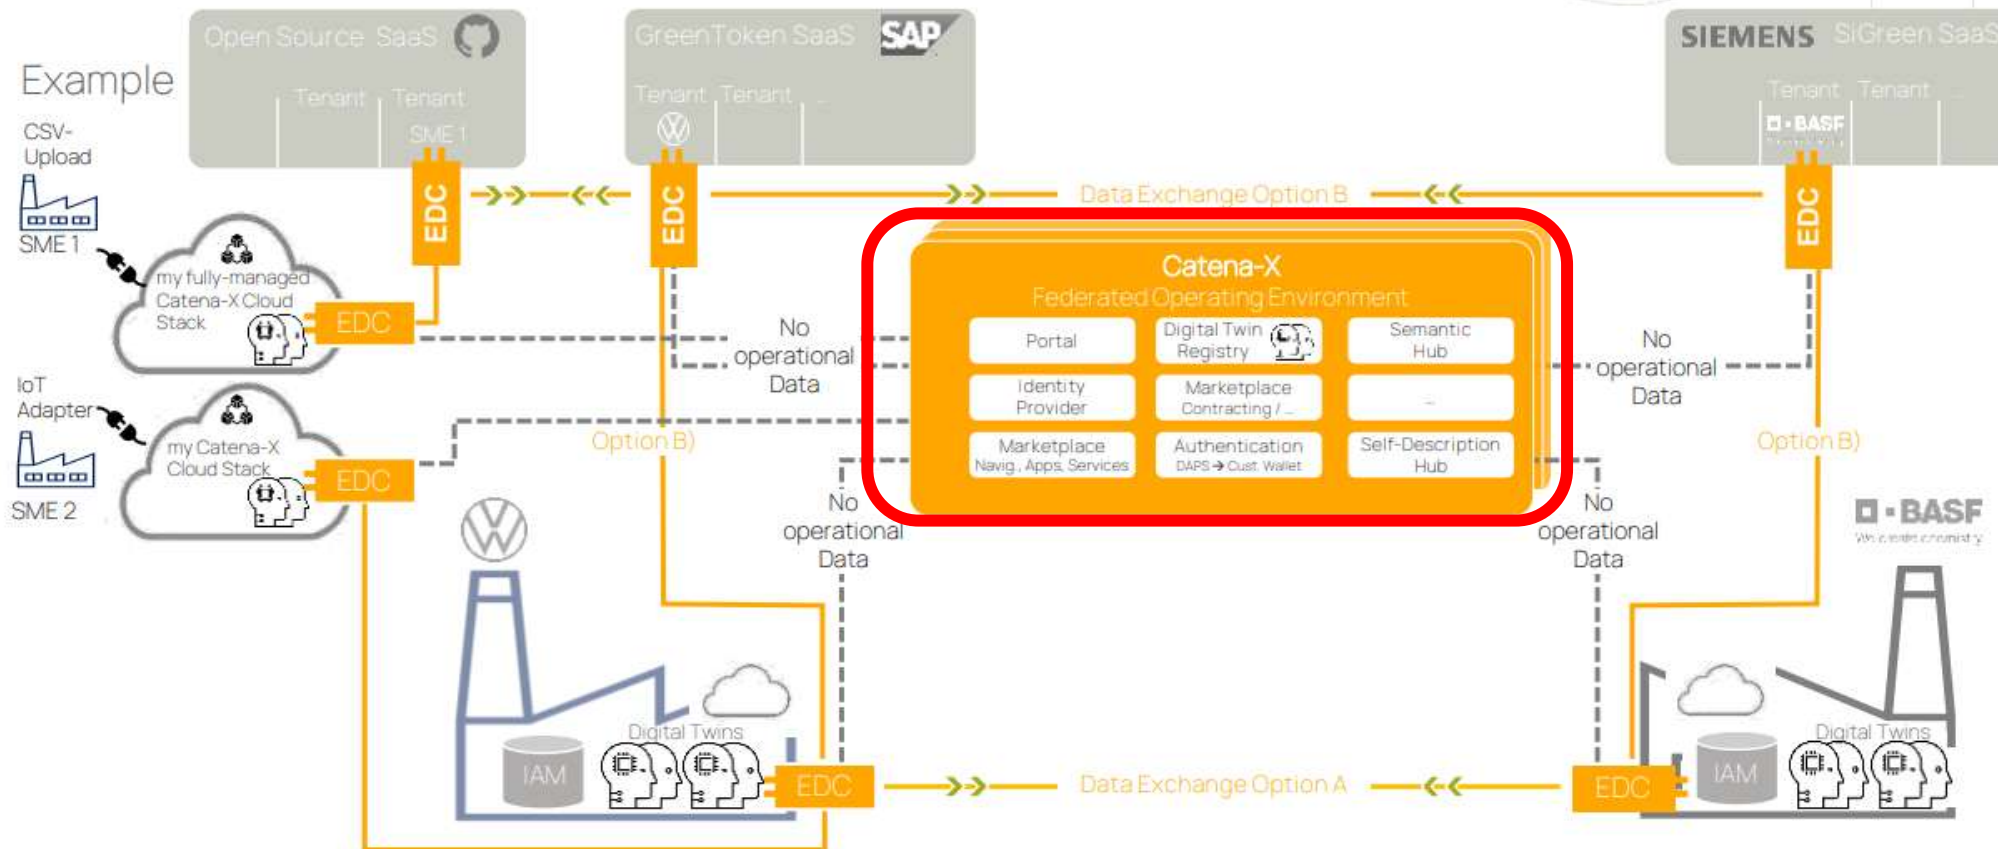 Open Source SaaS
Tenant
Tenant
SME 1
GreenToken SaaS
SAP
Tenant
Tenant
...
SIEMENS
SiGreen SaaS
Tenant
Tenant
BASF
Example
CSV-
Upload
SME 1
my fully-managed
Catena-X Cloud
Stack
EDC
EDC
EDC
EDC
Data Exchange Option B
IoT
Adapter
SME 2
my Catena-X
Cloud Stack
EDC
No
operational
Data
Option B)
Catena-X
Federated Operating Environment
Portal
Digital Twin
Registry
Semantic
Hub
Identity
Provider
Marketplace
Contracting / ...
...
Marketplace
Navig., Apps, Services
Authentication
DAPS → Cust. Wallet
Self-Description
Hub
No
operational
Data
Option B)
No
operational
Data
No
operational
Data
BASF
We create chemistry
Digital Twins
IAM
EDC
Data Exchange Option A
EDC
Digital Twins
IAM